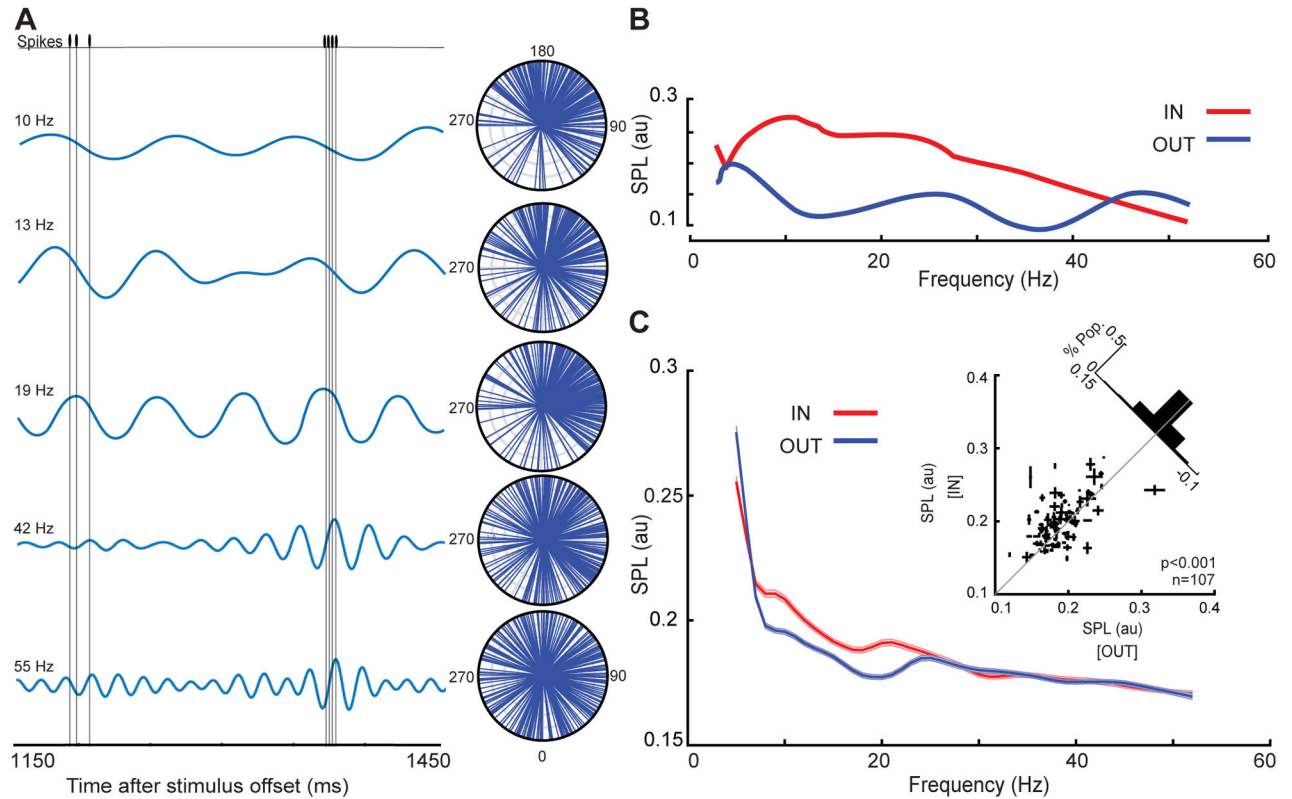 A
Spikes
10 Hz
13 Hz
19 Hz
42 Hz
55 Hz
1150
1450
Time after stimulus offset (ms)
180
270
90
270
270
270
270
90
0
B
0.3
0.1
SPL (au)
IN
OUT
0
20
40
60
Frequency (Hz)
C
0.3
0.25
0.2
0.15
SPL (au)
IN
OUT
0
20
40
60
Frequency (Hz)
% Pop.
0.5
0
0.15
-0.1
0.4
0.3
0.2
0.1
SPL (au)
[IN]
p<0.001
n=107
0.1
0.2
0.3
0.4
SPL (au)
[OUT]